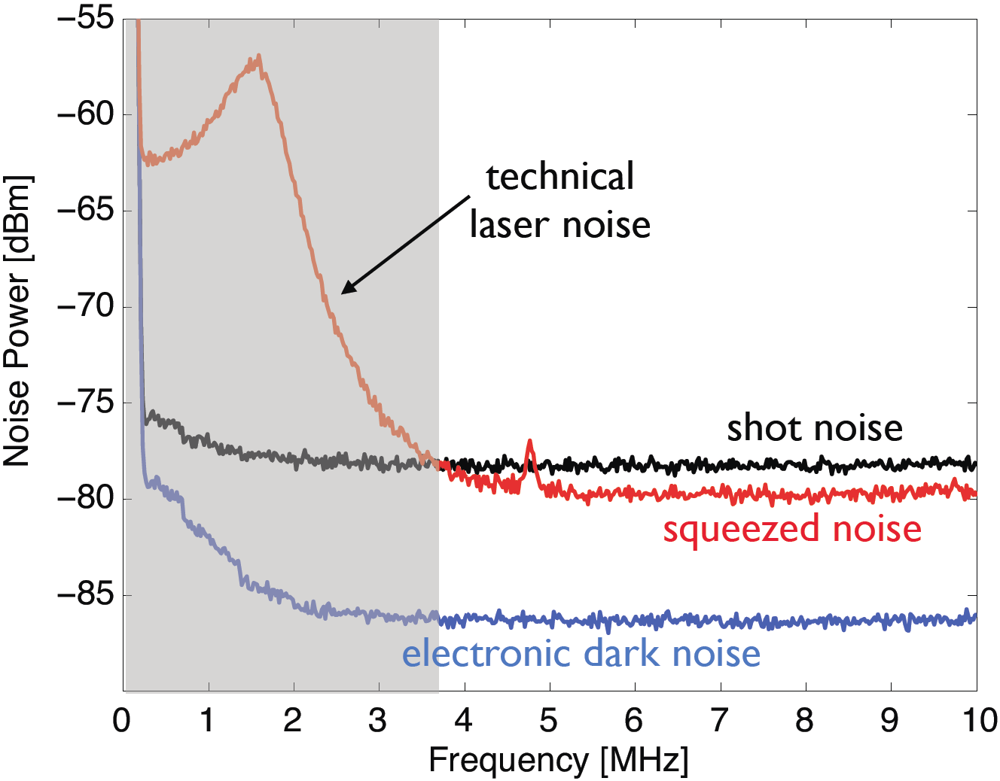 −55
−60
−65
−70
−75
−80
−85
Noise Power [dBm]
technical
laser noise
shot noise
squeezed noise
electronic dark noise
0 1 2 3 4 5 6 7 8 9 10
Frequency [MHz]